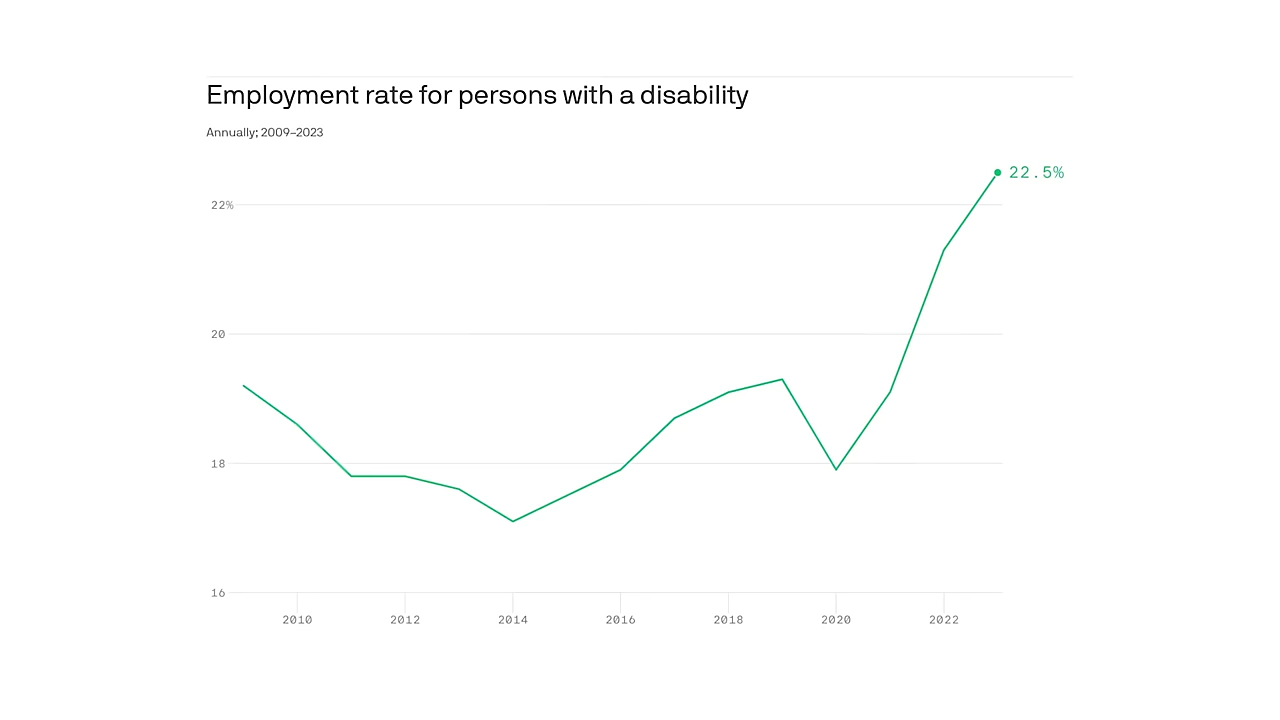 Employment rate for persons with a disability
Annually; 2009–2023
22.5%
22%
20
18
16
2010 2012 2014 2016 2018 2020 2022